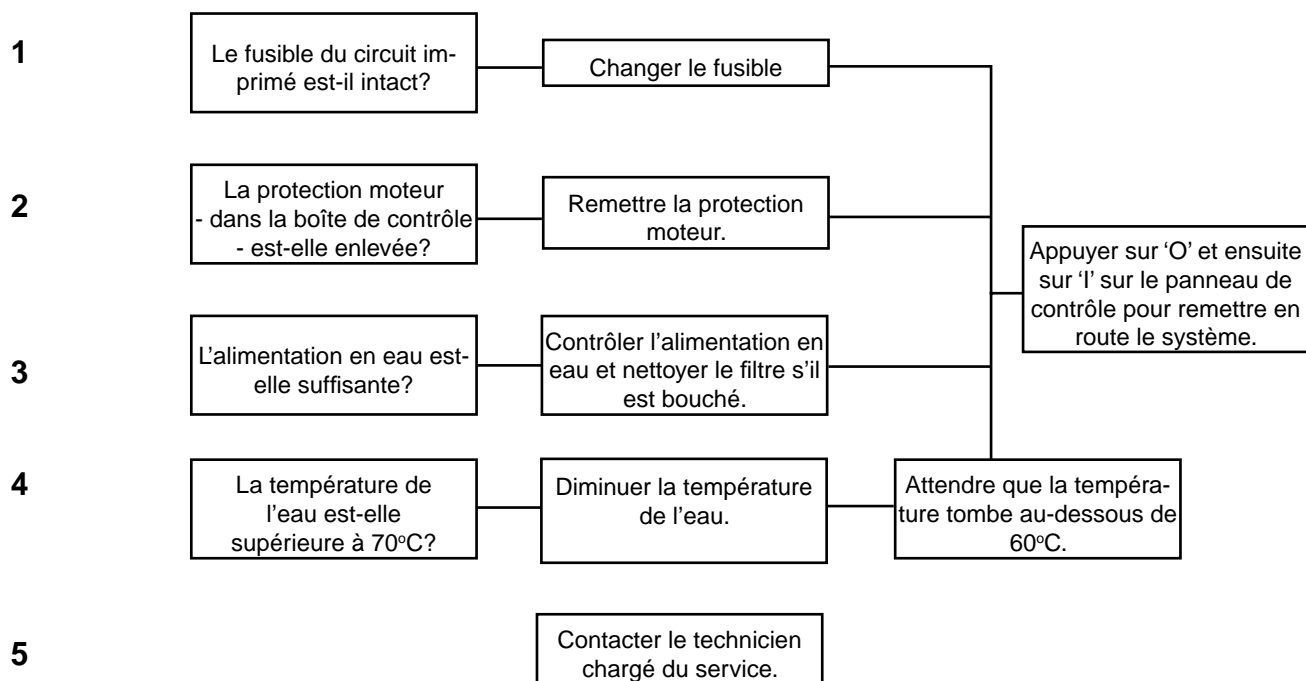 1
Le fusible du circuit im-
primé est-il intact?
Changer le fusible
2
La protection moteur
- dans la boîte de contrôle
- est-elle enlevée?
Remettre la protection
moteur.
Appuyer sur ‘O’ et ensuite
sur ‘I’ sur le panneau de
contrôle pour remettre en
route le système.
3
L’alimentation en eau est-
elle suffisante?
Contrôler l’alimentation en
eau et nettoyer le filtre s’il
est bouché.
4
La température de
l’eau est-elle
supérieure à 70°C?
Diminuer la température
de l’eau.
Attendre que la tempéra-
ture tombe au-dessous de
60°C.
5
Contacter le technicien
chargé du service.